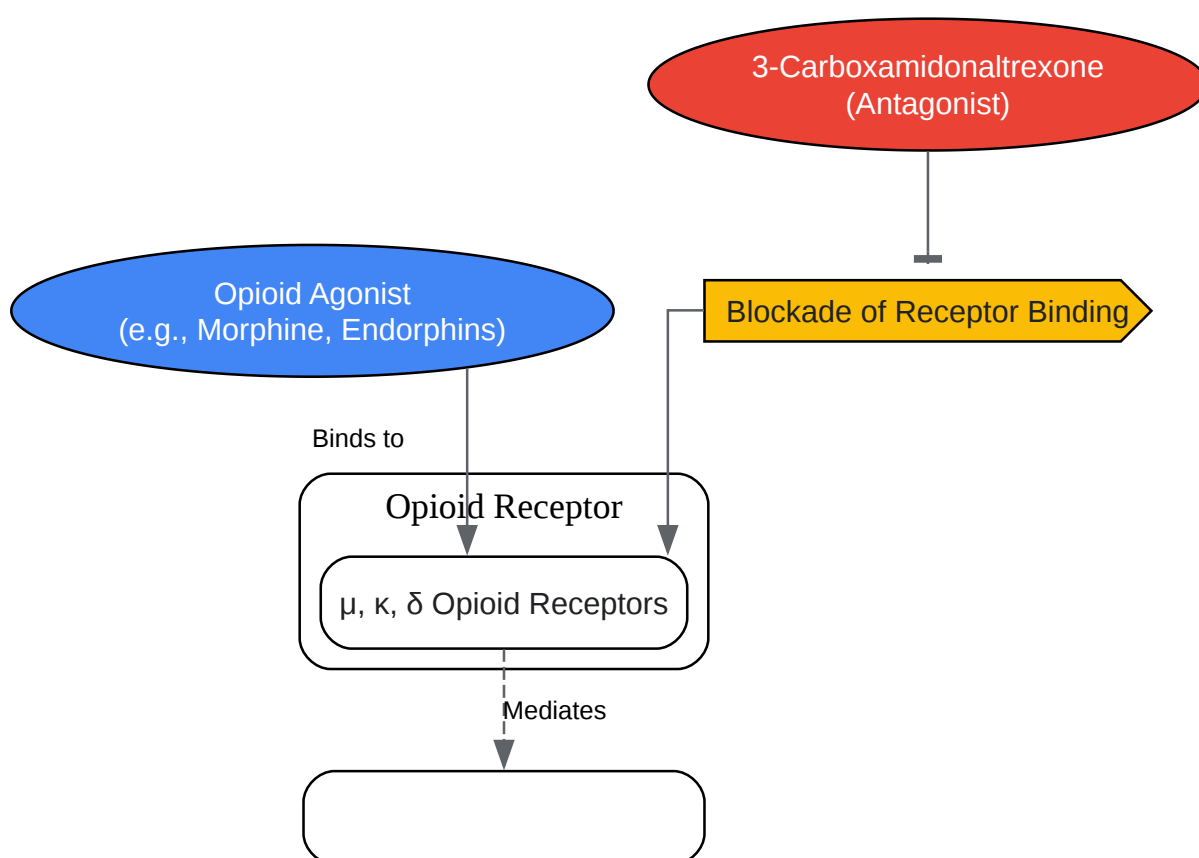 3-Carboxamidonaltrexone
(Antagonist)
Opioid Agonist
(e.g., Morphine, Endorphins)
Blockade of Receptor Binding
Binds to
Opioid Receptor
μ, κ, δ Opioid Receptors
Mediates